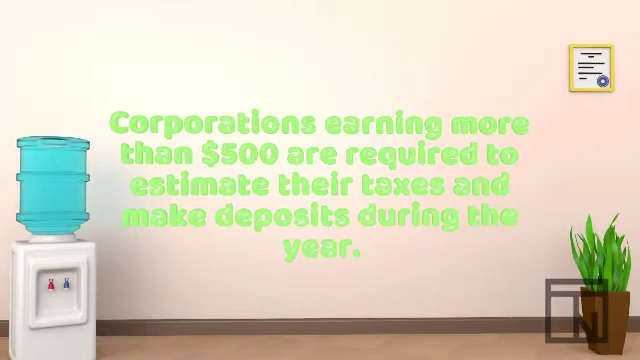 Corporations earning more
than $500 are required to
estimate their taxes and
make deposits during the
year.